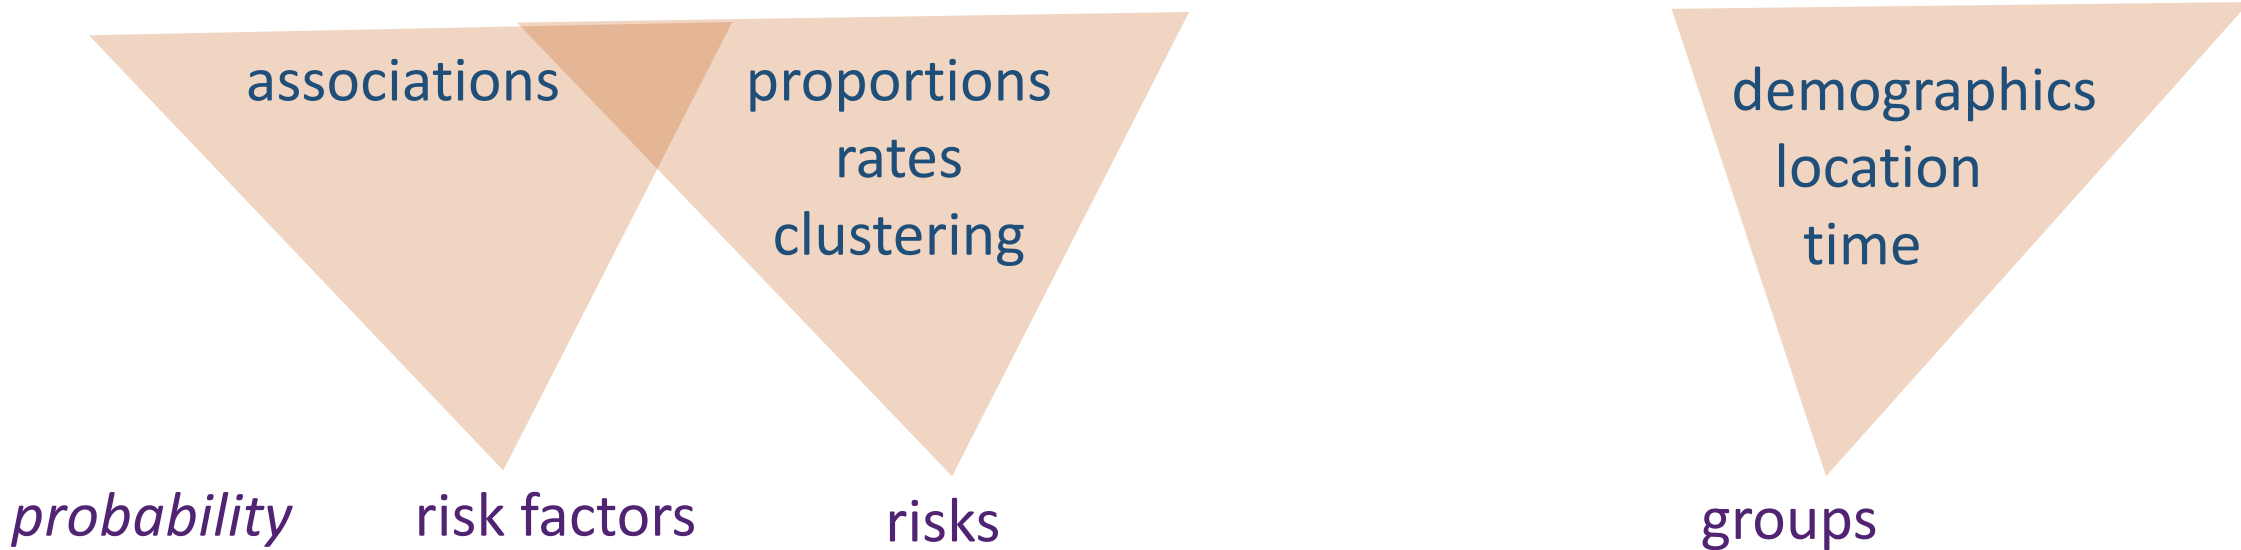 associations
proportions
rates
clustering
demographics
location
time
probability
risk factors
risks
groups